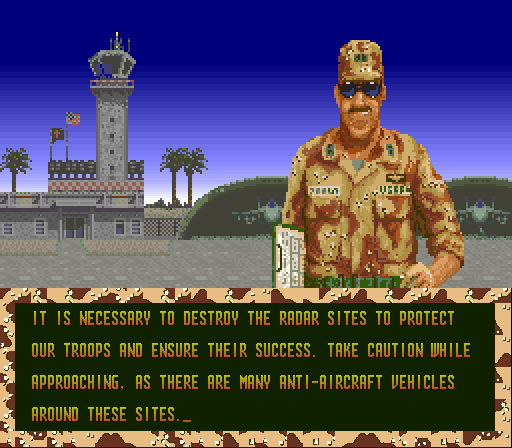 IT IS NECESSARY TO DESTROY THE RADAR SITES TO PROTECT
OUR TROOPS AND ENSURE THEIR SUCCESS. TAKE CAUTION WHILE
APPROACHING, AS THERE ARE MANY ANTI-AIRCRAFT VEHICLES
AROUND THESE SITES._